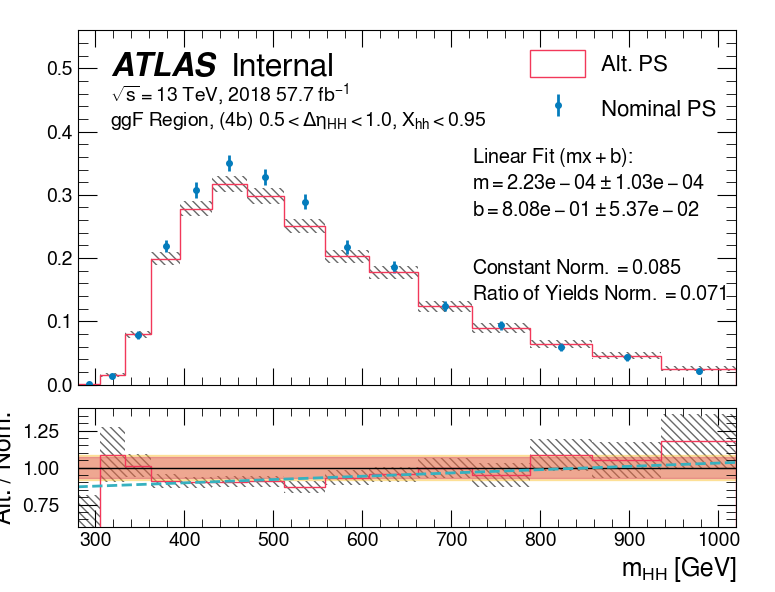 ATLAS Internal
√s = 13 TeV, 2018 57.7 fb⁻¹
ggF Region, (4b) 0.5 < Δη_HH < 1.0, X_hh < 0.95
Alt. PS
Nominal PS
Linear Fit (mx + b):
m = 2.23e − 04 ± 1.03e − 04
b = 8.08e − 01 ± 5.37e − 02
Constant Norm. = 0.085
Ratio of Yields Norm. = 0.071
0.5
0.4
0.3
0.2
0.1
0.0
Alt. / Nom.
1.25
1.00
0.75
300 400 500 600 700 800 900 1000
m_HH [GeV]